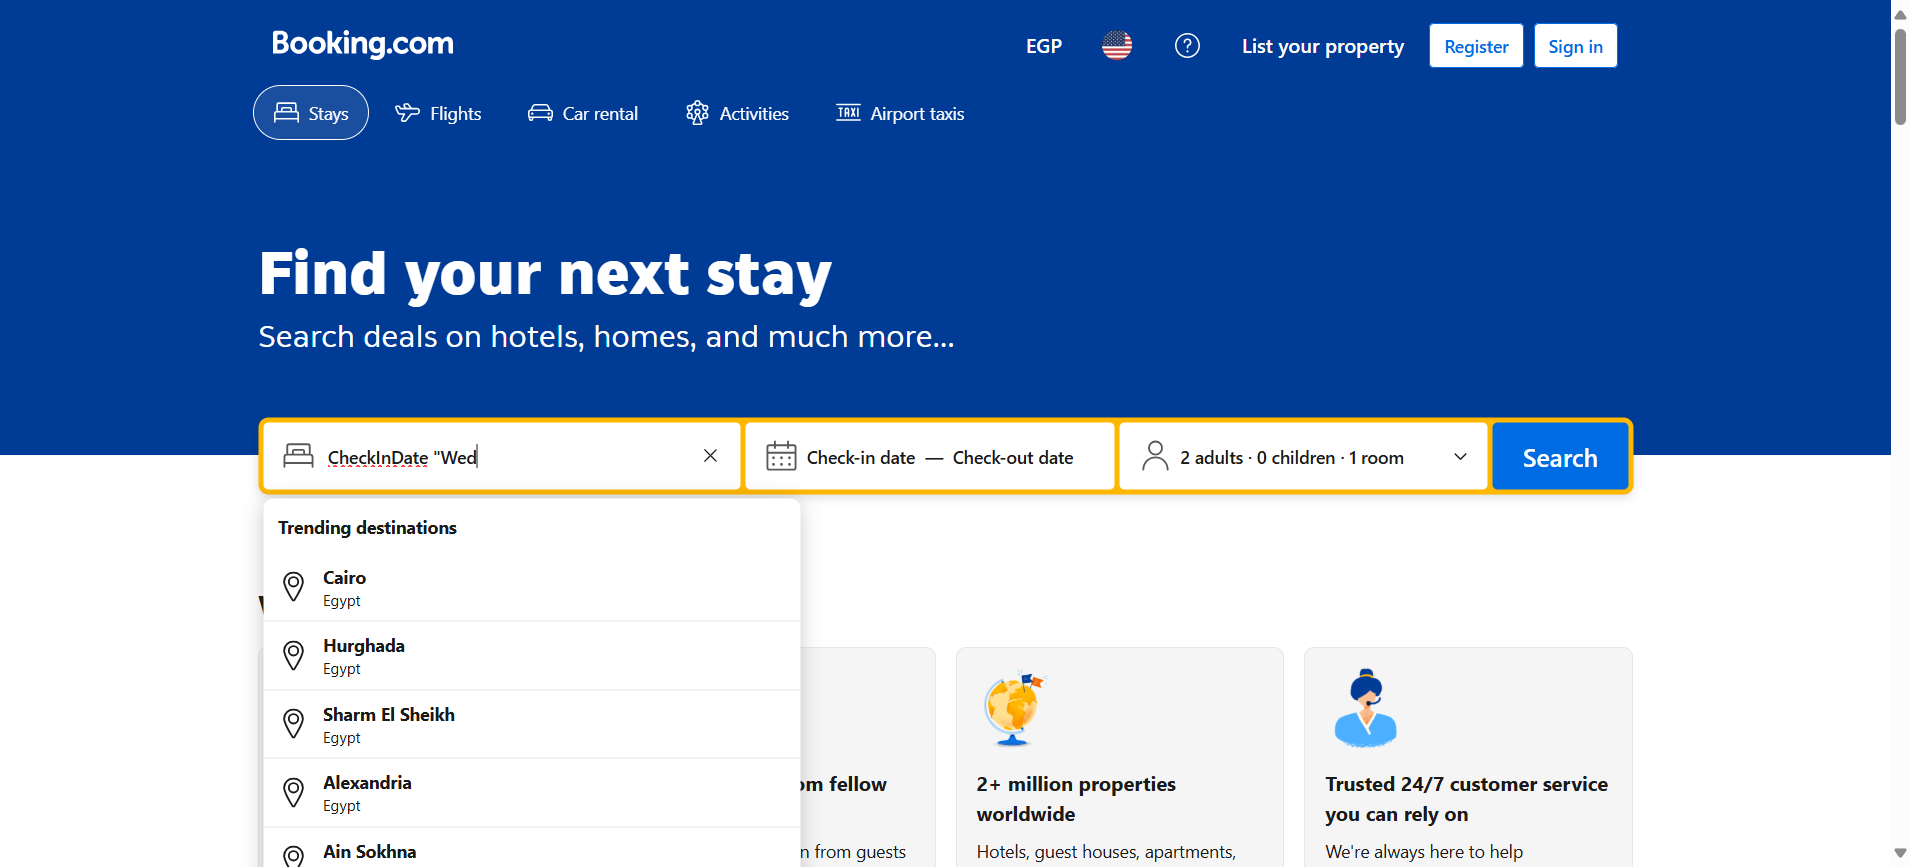 Booking.com
EGP
List your property
Register
Sign in
Stays
Flights
Car rental
Activities
TAXI
Airport taxis
Find your next stay
Search deals on hotels, homes, and much more...
CheckInDate "Wed
Check-in date — Check-out date
2 adults · 0 children · 1 room
Search
Trending destinations
Cairo
Egypt
Hurghada
Egypt
Sharm El Sheikh
Egypt
Alexandria
Egypt
Ain Sokhna
fellow
from guests
2+ million properties
worldwide
Hotels, guest houses, apartments,
Trusted 24/7 customer service
you can rely on
We're always here to help